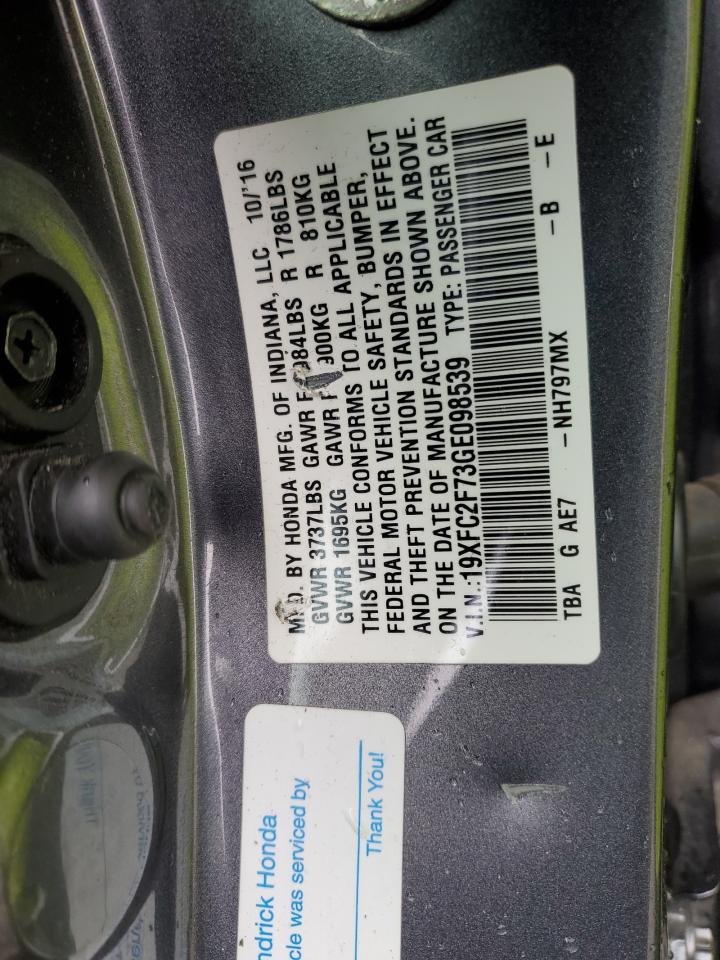 MFD. BY HONDA MFG. OF INDIANA, LLC 10/'16
GVWR 3737LBS GAWR F 984LBS R 1786LBS
GVWR 1695KG GAWR F 900KG R 810KG
THIS VEHICLE CONFORMS TO ALL APPLICABLE
FEDERAL MOTOR VEHICLE SAFETY, BUMPER,
AND THEFT PREVENTION STANDARDS IN EFFECT
ON THE DATE OF MANUFACTURE SHOWN ABOVE.
V.I.N.:19XFC2F73GE098539 TYPE: PASSENGER CAR
TBA G AE7 -NH797MX -B -E
ndrick Honda
cle was serviced by
Thank You!